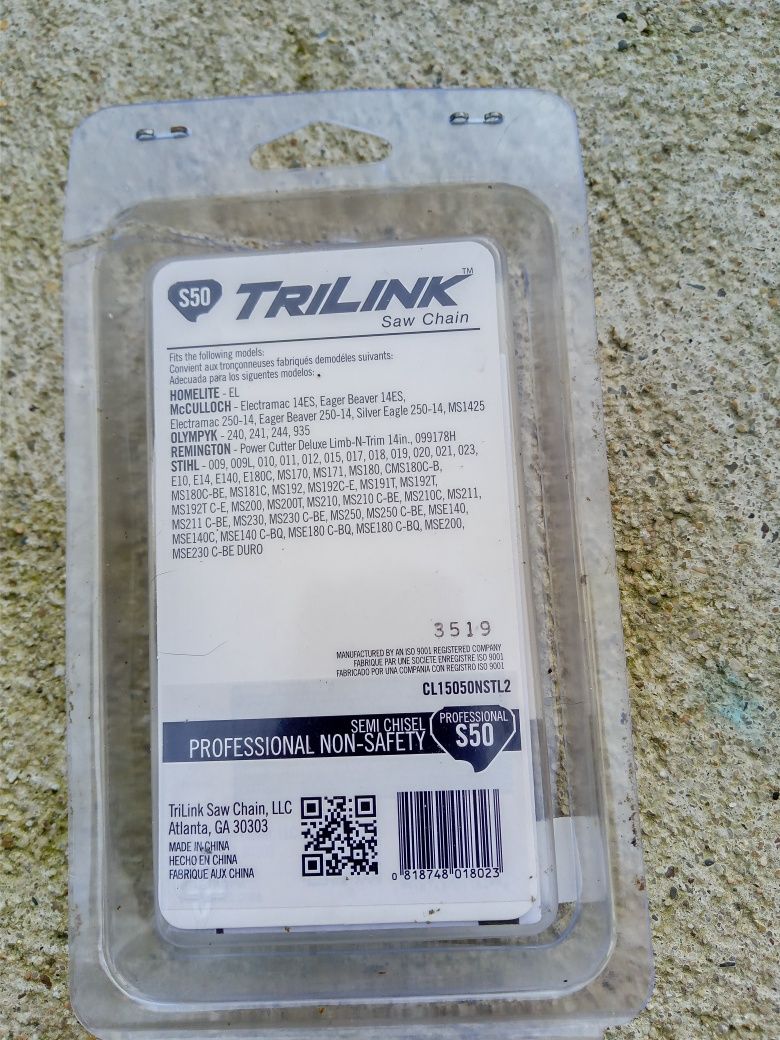 S50 TRILINK™
Saw Chain
Fits the following models:
Convient aux tronçonneuses fabriqués demodéles suivants:
Adecuada para los siguentes modelos:
HOMELITE - EL
McCULLOCH - Electramac 14ES, Eager Beaver 14ES,
Electramac 250-14, Eager Beaver 250-14, Silver Eagle 250-14, MS1425
OLYMPYK - 240, 241, 244, 935
REMINGTON - Power Cutter Deluxe Limb-N-Trim 14in., 099178H
STIHL - 009, 009L, 010, 011, 012, 015, 017, 018, 019, 020, 021, 023,
E10, E14, E140, E180C, MS170, MS171, MS180, CMS180C-B,
MS180C-BE, MS181C, MS192, MS192C-E, MS191T, MS192T,
MS192T C-E, MS200, MS200T, MS210, MS210 C-BE, MS210C, MS211,
MS211 C-BE, MS230, MS230 C-BE, MS250, MS250 C-BE, MSE140,
MSE140C, MSE140 C-BQ, MSE180 C-BQ, MSE180 C-BQ, MSE200,
MSE230 C-BE DURO
3519
MANUFACTURED BY AN ISO 9001 REGISTERED COMPANY
FABRIQUE PAR UNE SOCIETE ENREGISTRE ISO 9001
FABRICADO POR UNA COMPANIA CON REGISTRO ISO 9001
CL15050NSTL2
SEMI CHISEL
PROFESSIONAL NON-SAFETY
PROFESSIONAL
S50
TriLink Saw Chain, LLC
Atlanta, GA 30303
MADE IN CHINA
HECHO EN CHINA
FABRIQUE AUX CHINA
0 818748 018023